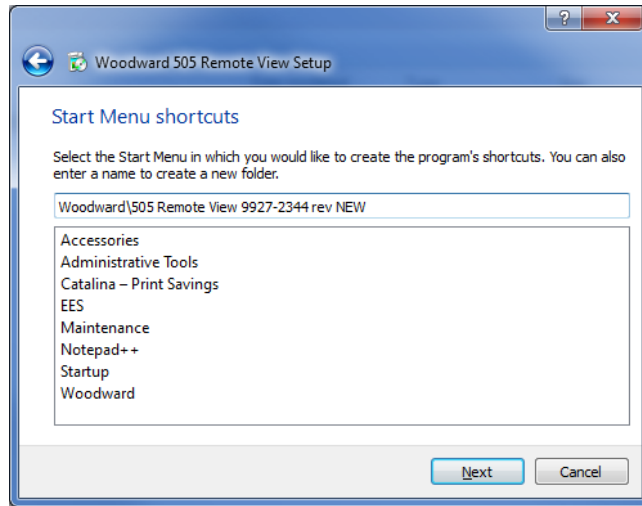 ?
X
Woodward 505 Remote View Setup
Start Menu shortcuts
Select the Start Menu in which you would like to create the program's shortcuts. You can also
enter a name to create a new folder.
Woodward\505 Remote View 9927-2344 rev NEW
Accessories
Administrative Tools
Catalina – Print Savings
EES
Maintenance
Notepad++
Startup
Woodward
Next
Cancel